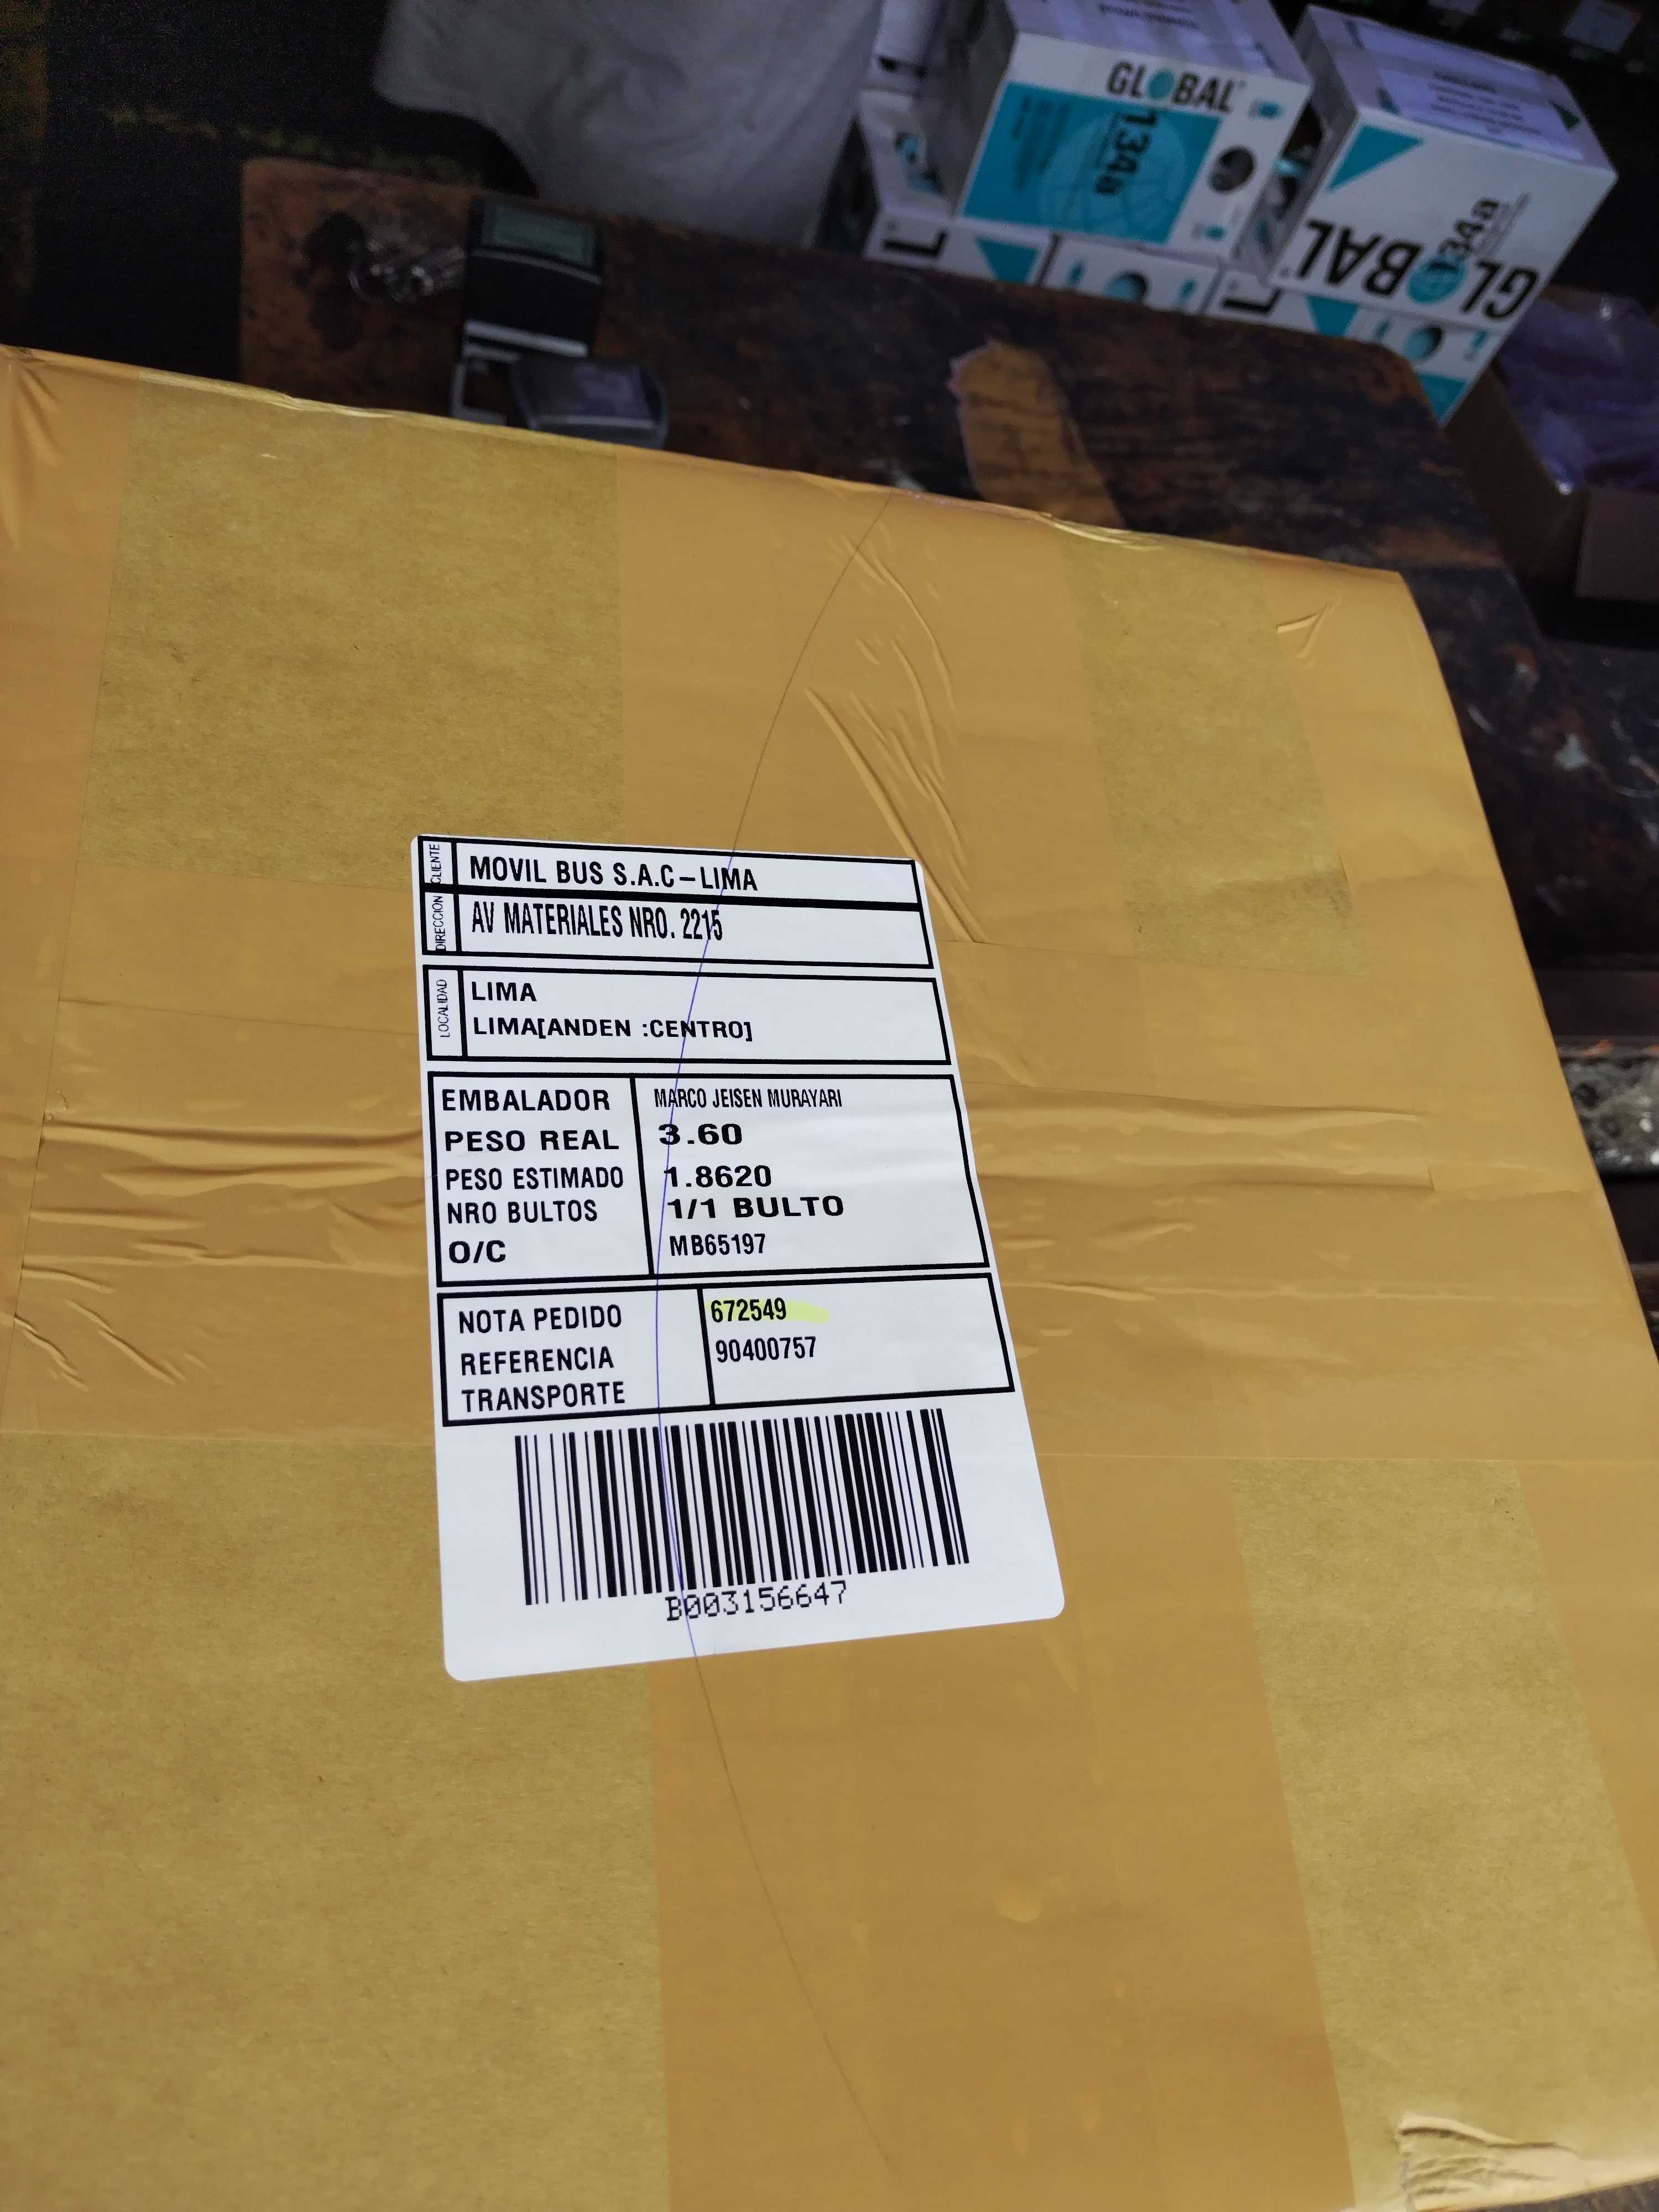 GLOBAL
134a
GLOBAL
134a
CLIENTE
MOVIL BUS S.A.C-LIMA
DIRECCION
AV MATERIALES NRO. 2215
LOCALIDAD
LIMA
LIMA[ANDEN :CENTRO]
EMBALADOR MARCO JEISEN MURAYARI
PESO REAL 3.60
PESO ESTIMADO 1.8620
NRO BULTOS 1/1 BULTO
O/C MB65197
NOTA PEDIDO 672549
REFERENCIA 90400757
TRANSPORTE
B003156647